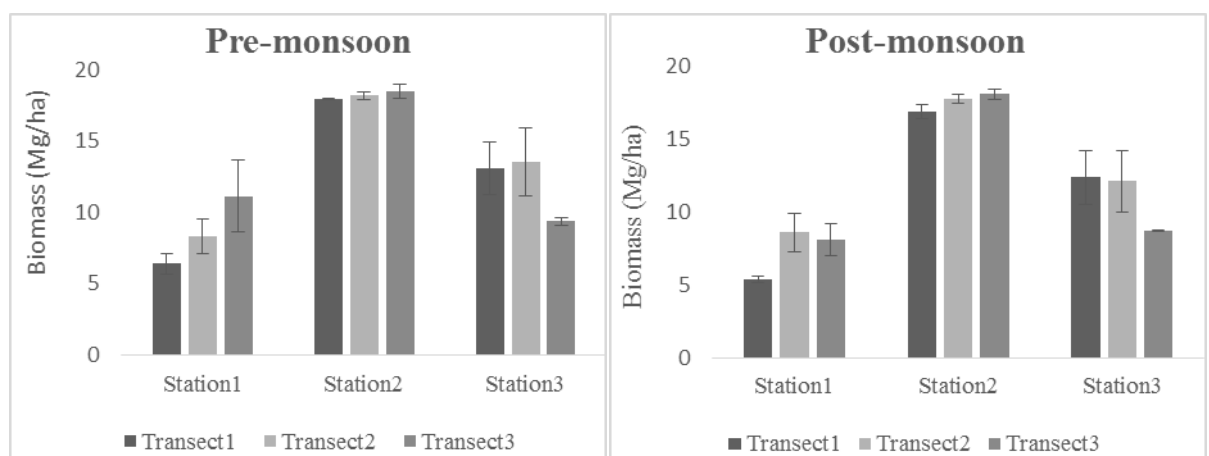 Pre-monsoon
Biomass (Mg/ha)
20
15
10
5
0
Station1 Station2 Station3
Transect1 Transect2 Transect3
Post-monsoon
Biomass (Mg/ha)
20
15
10
5
0
Station1 Station2 Station3
Transect1 Transect2 Transect3